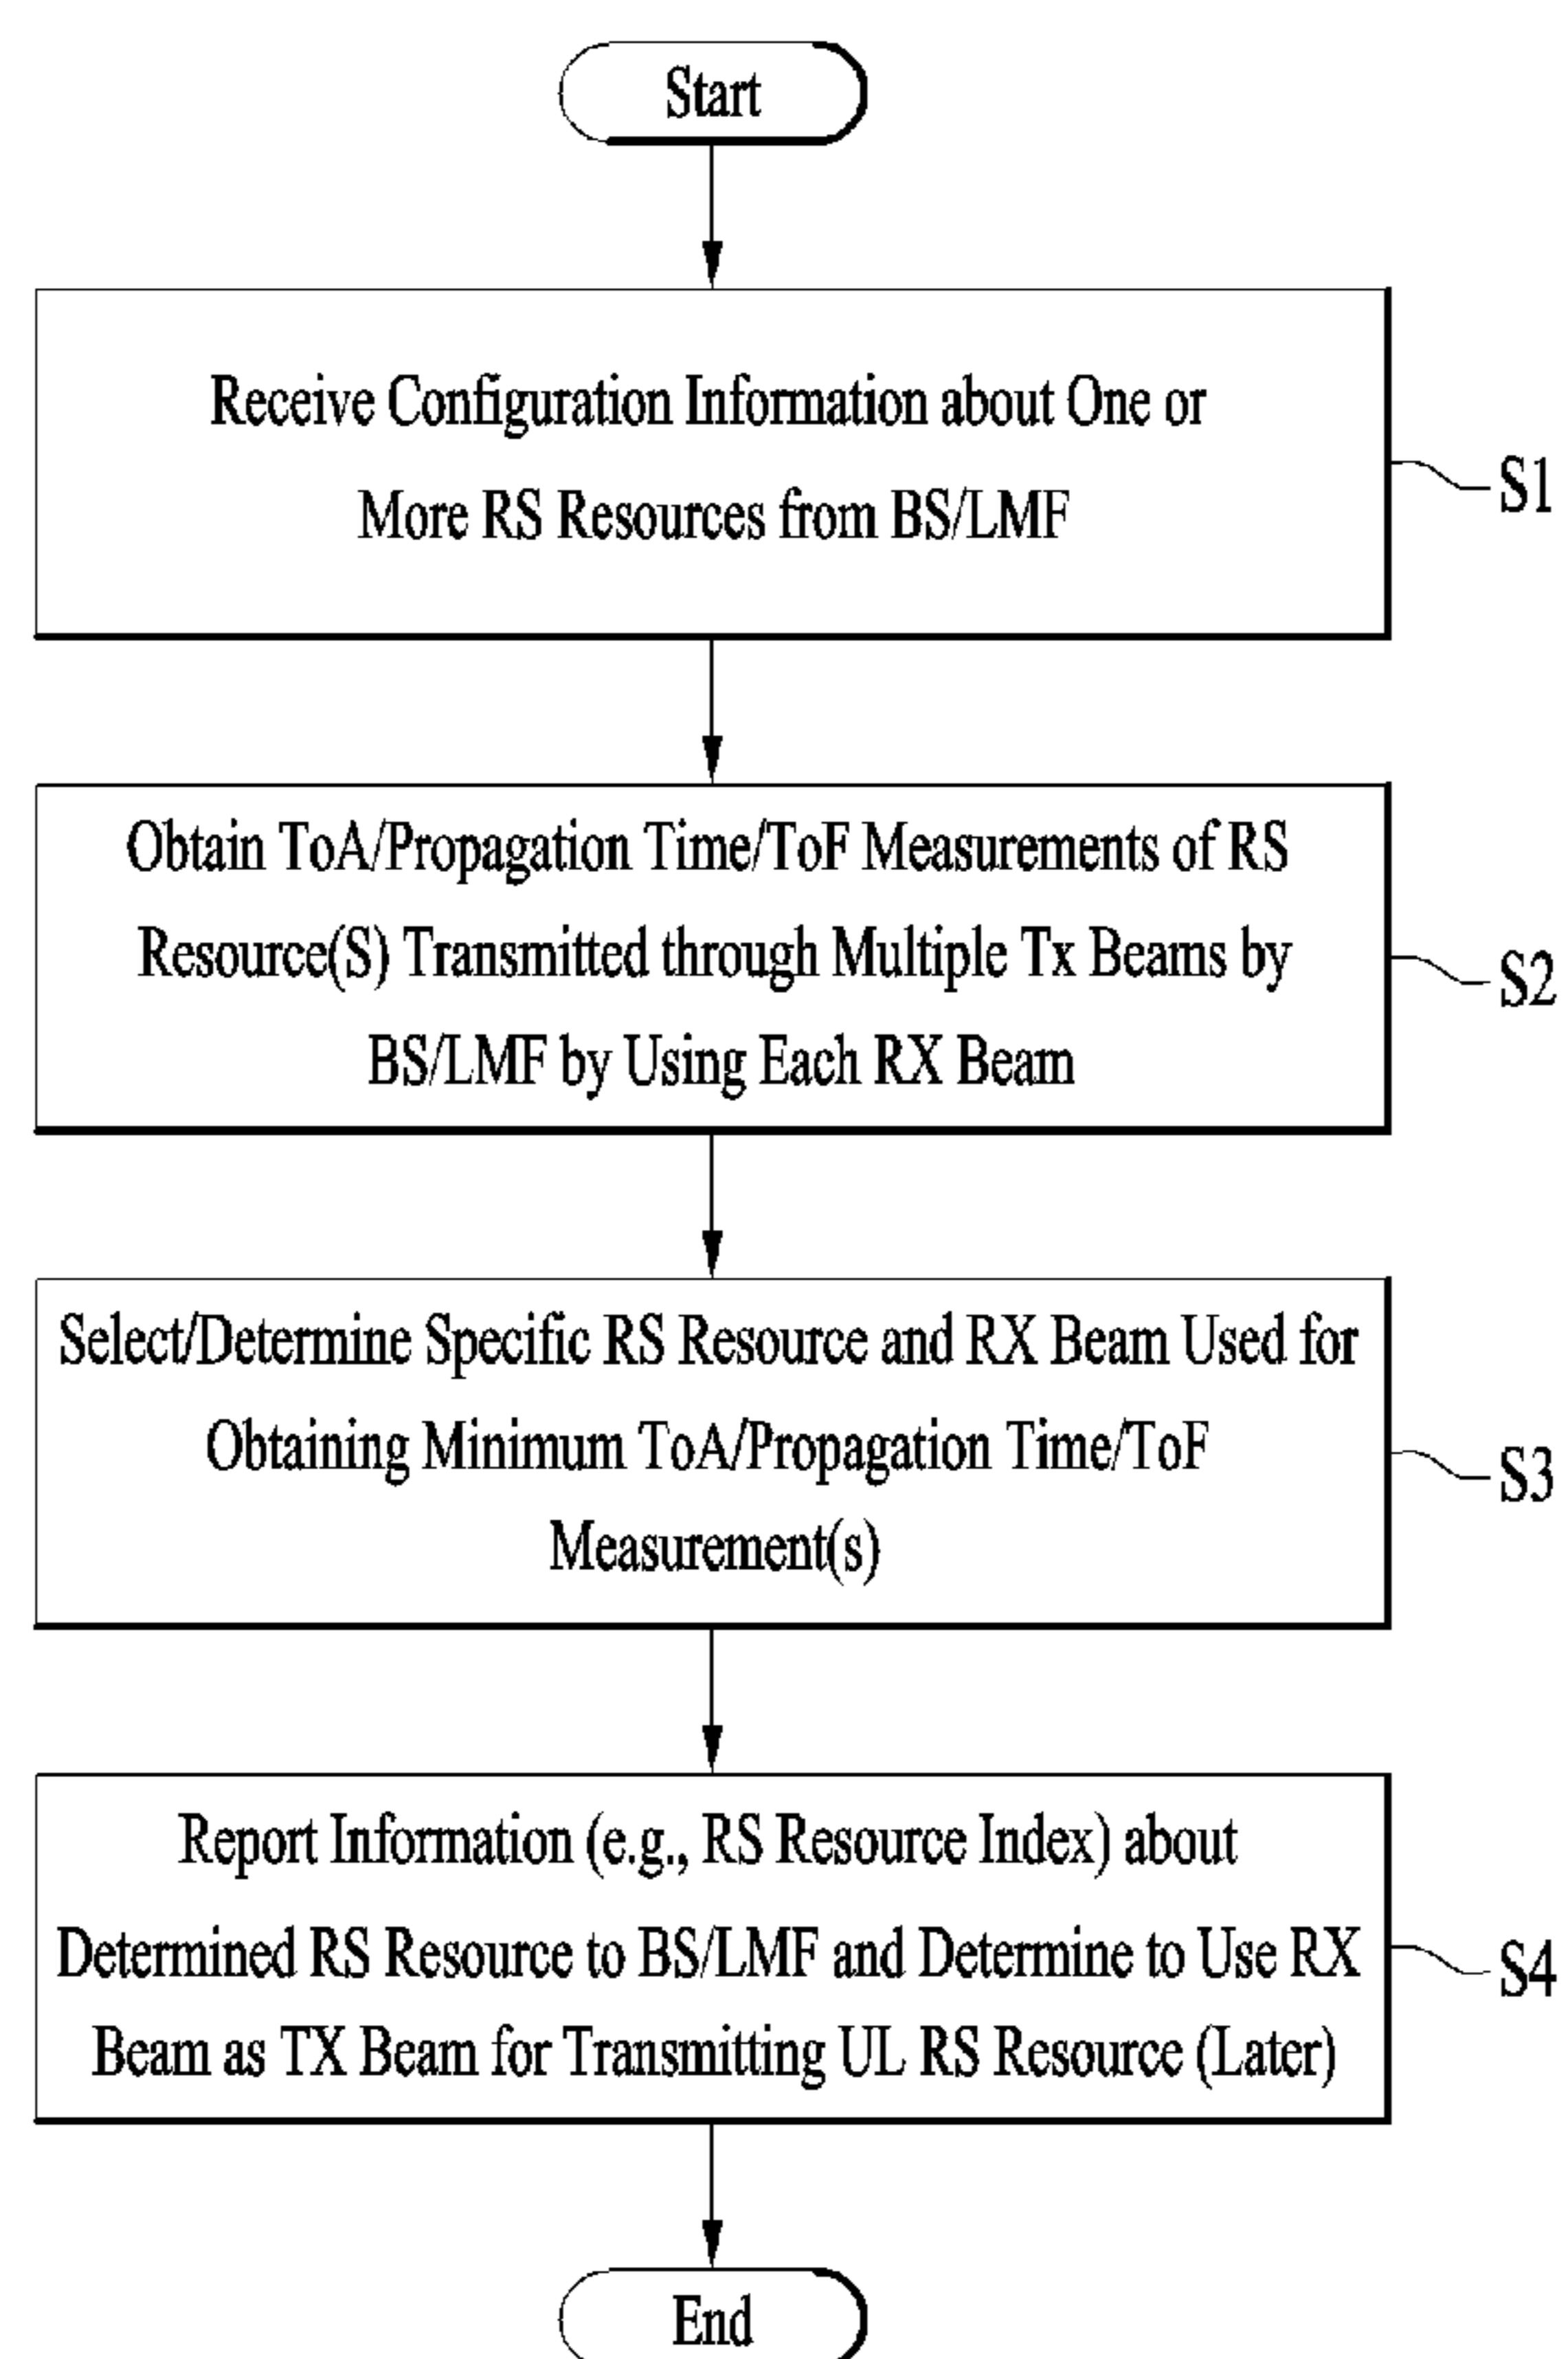 Start
Receive Configuration Information about One or
More RS Resources from BS/LMF
S1
Obtain ToA/Propagation Time/ToF Measurements of RS
Resource(S) Transmitted through Multiple Tx Beams by
BS/LMF by Using Each RX Beam
S2
Select/Determine Specific RS Resource and RX Beam Used for
Obtaining Minimum ToA/Propagation Time/ToF
Measurement(s)
S3
Report Information (e.g., RS Resource Index) about
Determined RS Resource to BS/LMF and Determine to Use RX
Beam as TX Beam for Transmitting UL RS Resource (Later)
S4
End